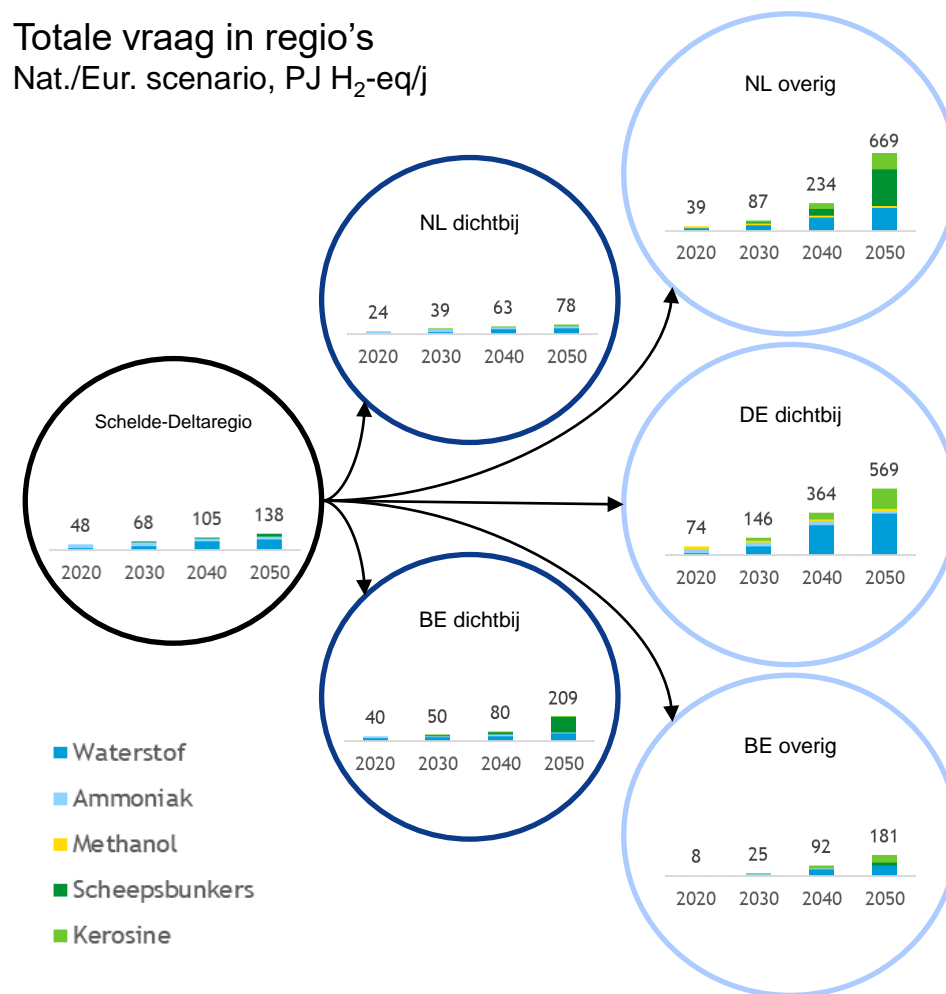 Totale vraag in regio's
Nat./Eur. scenario, PJ H₂-eq/j
NL overig
39 87 234 669
2020 2030 2040 2050
NL dichtbij
24 39 63 78
2020 2030 2040 2050
Schelde-Deltaregio
48 68 105 138
2020 2030 2040 2050
DE dichtbij
74 146 364 569
2020 2030 2040 2050
BE dichtbij
40 50 80 209
2020 2030 2040 2050
BE overig
8 25 92 181
2020 2030 2040 2050
Waterstof
Ammoniak
Methanol
Scheepsbunkers
Kerosine